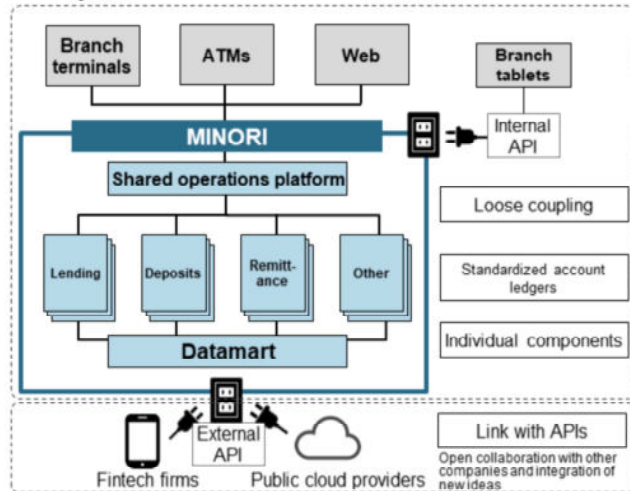 Branch
terminals
ATMs
Web
Branch
tablets
MINORI
Internal
API
Shared operations platform
Loose coupling
Lending
Deposits
Remitt-
ance
Other
Standardized account
ledgers
Datamart
Individual components
External
API
Fintech firms
Public cloud providers
Link with APIs
Open collaboration with other
companies and integration of
new ideas